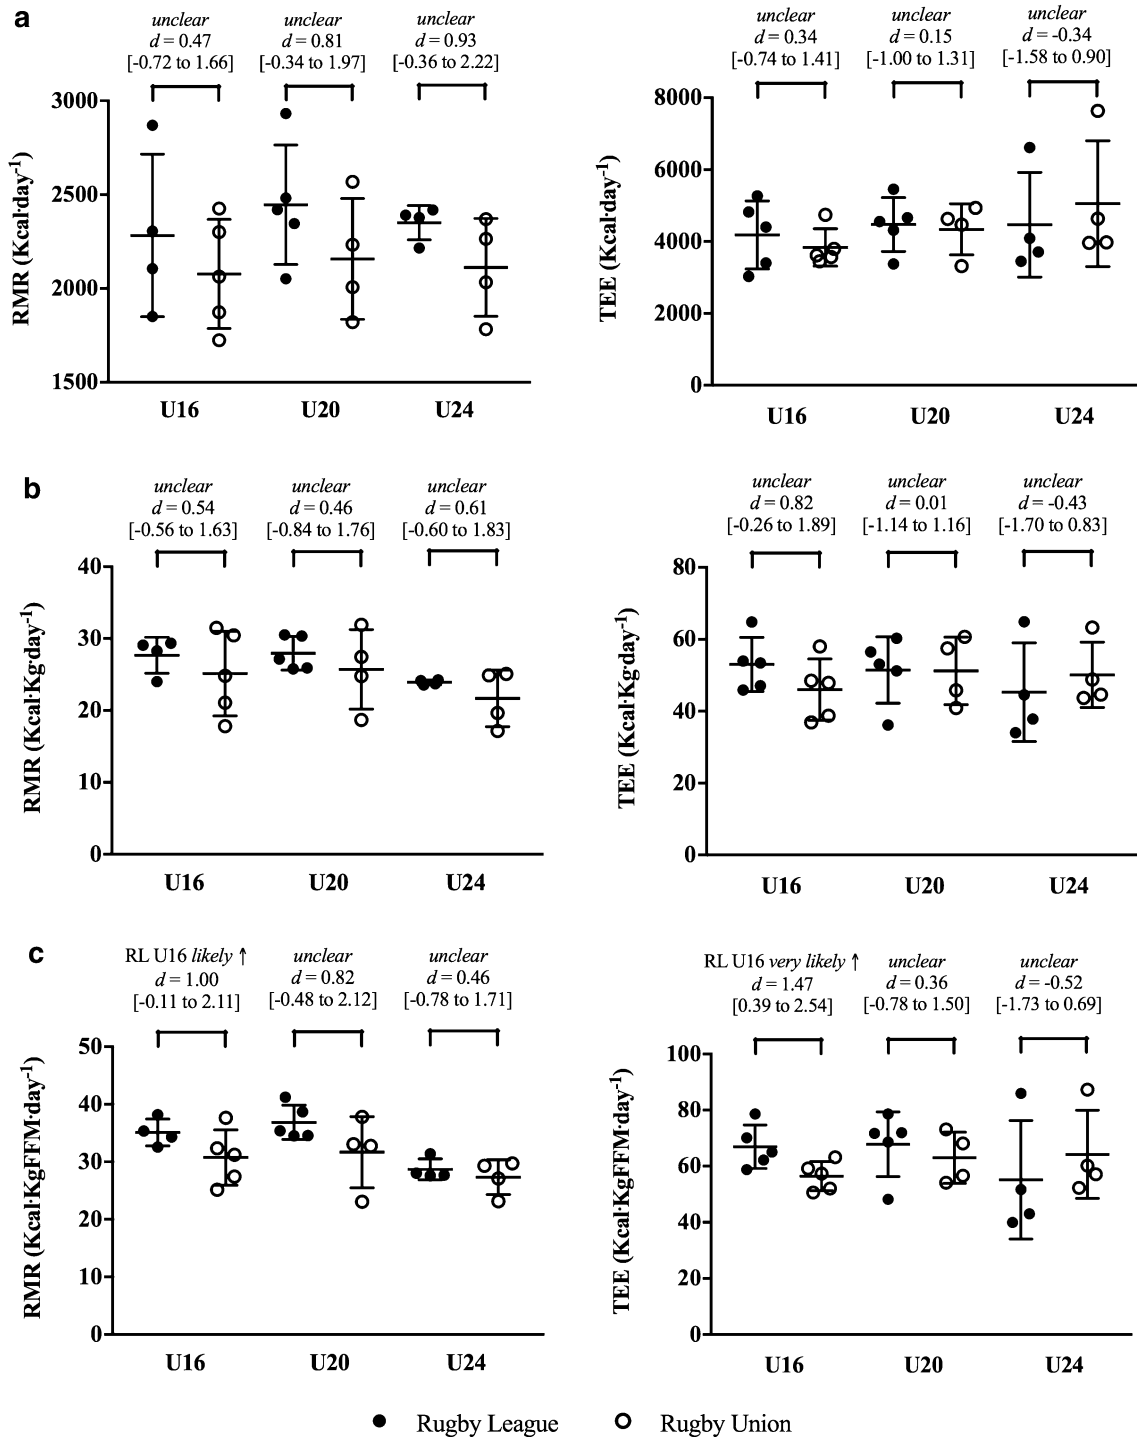 a
unclear
d = 0.47
[-0.72 to 1.66]
unclear
d = 0.81
[-0.34 to 1.97]
unclear
d = 0.93
[-0.36 to 2.22]
RMR (Kcal·day-1)
3000
2500
2000
1500
U16
U20
U24
unclear
d = 0.34
[-0.74 to 1.41]
unclear
d = 0.15
[-1.00 to 1.31]
unclear
d = -0.34
[-1.58 to 0.90]
TEE (Kcal·day-1)
8000
6000
4000
2000
0
U16
U20
U24
b
unclear
d = 0.54
[-0.56 to 1.63]
unclear
d = 0.46
[-0.84 to 1.76]
unclear
d = 0.61
[-0.60 to 1.83]
RMR (Kcal·Kg·day-1)
40
30
20
10
0
U16
U20
U24
unclear
d = 0.82
[-0.26 to 1.89]
unclear
d = 0.01
[-1.14 to 1.16]
unclear
d = -0.43
[-1.70 to 0.83]
TEE (Kcal·Kg·day-1)
80
60
40
20
0
U16
U20
U24
c
RL U16 likely ↑
d = 1.00
[-0.11 to 2.11]
unclear
d = 0.82
[-0.48 to 2.12]
unclear
d = 0.46
[-0.78 to 1.71]
RMR (Kcal·KgFFM·day-1)
50
40
30
20
10
0
U16
U20
U24
RL U16 very likely ↑
d = 1.47
[0.39 to 2.54]
unclear
d = 0.36
[-0.78 to 1.50]
unclear
d = -0.52
[-1.73 to 0.69]
TEE (Kcal·KgFFM·day-1)
100
80
60
40
20
0
U16
U20
U24
Rugby League
Rugby Union